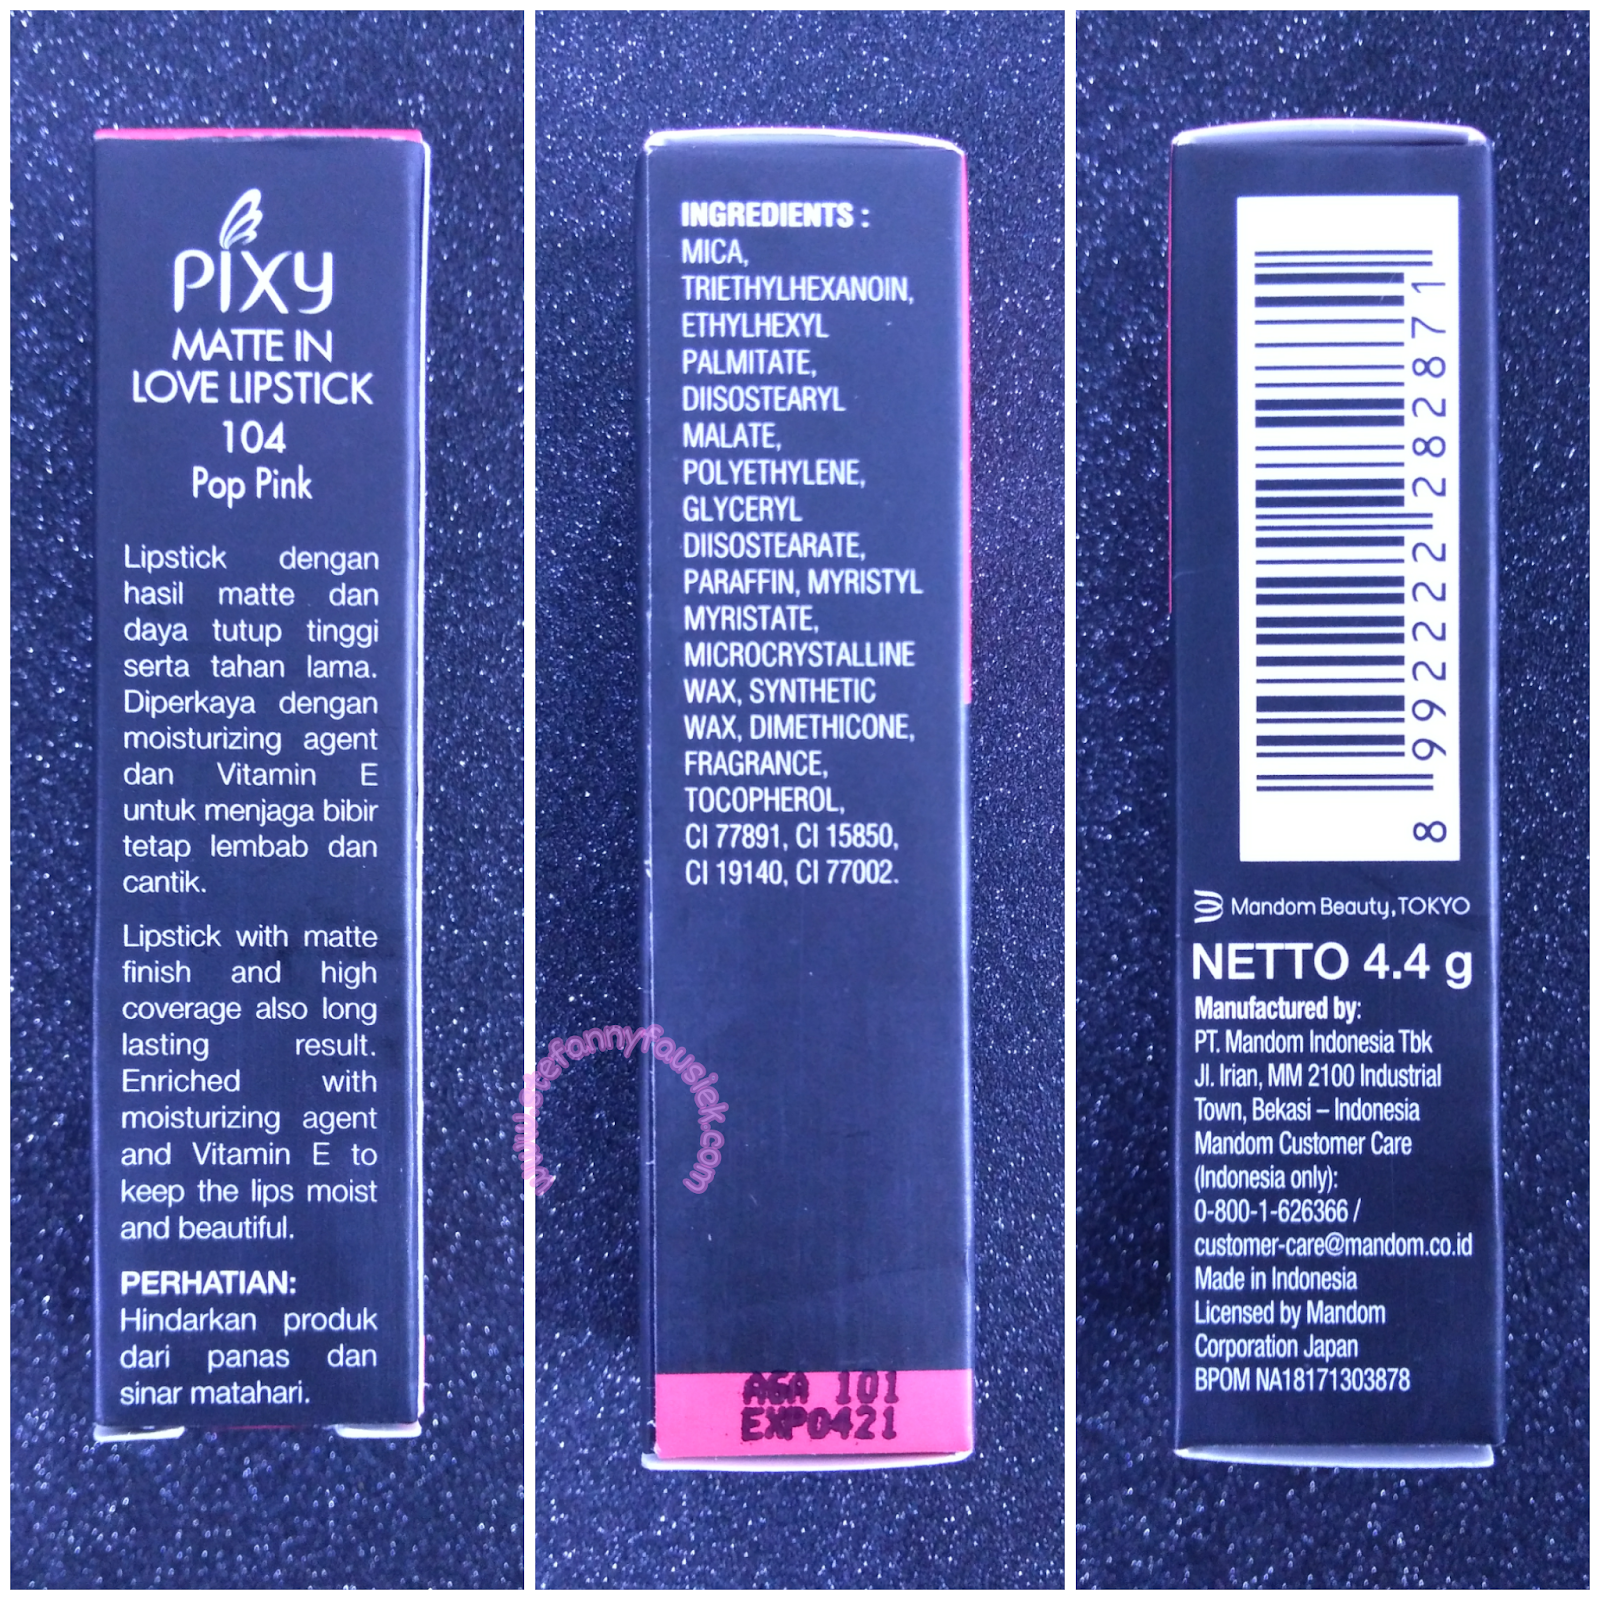 PIXY
MATTE IN
LOVE LIPSTICK
104
Pop Pink
Lipstick dengan
hasil matte dan
daya tutup tinggi
serta tahan lama.
Diperkaya dengan
moisturizing agent
dan Vitamin E
untuk menjaga bibir
tetap lembab dan
cantik.
Lipstick with matte
finish and high
coverage also long
lasting result.
Enriched with
moisturizing agent
and Vitamin E to
keep the lips moist
and beautiful.
PERHATIAN:
Hindarkan produk
dari panas dan
sinar matahari.
INGREDIENTS :
MICA,
TRIETHYLHEXANOIN,
ETHYLHEXYL
PALMITATE,
DIISOSTEARYL
MALATE,
POLYETHYLENE,
GLYCERYL
DIISOSTEARATE,
PARAFFIN, MYRISTYL
MYRISTATE,
MICROCRYSTALLINE
WAX, SYNTHETIC
WAX, DIMETHICONE,
FRAGRANCE,
TOCOPHEROL,
CI 77891, CI 15850,
CI 19140, CI 77002.
www.stefannyfausiek.com
A6A 101
EXP0421
8 992222 282871
Mandom Beauty,TOKYO
NETTO 4.4 g
Manufactured by:
PT. Mandom Indonesia Tbk
Jl. Irian, MM 2100 Industrial
Town, Bekasi – Indonesia
Mandom Customer Care
(Indonesia only):
0-800-1-626366 /
customer-care@mandom.co.id
Made in Indonesia
Licensed by Mandom
Corporation Japan
BPOM NA18171303878